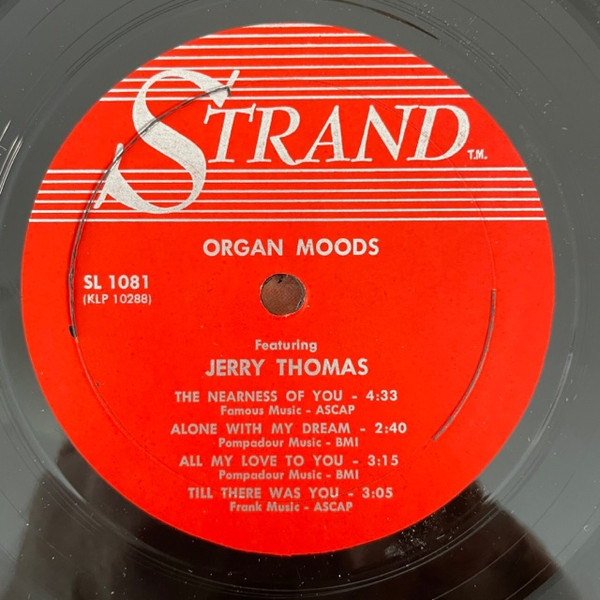 STRAND T.M.
ORGAN MOODS
SL 1081
(KLP 10288)
Featuring
JERRY THOMAS
THE NEARNESS OF YOU - 4:33
Famous Music - ASCAP
ALONE WITH MY DREAM - 2:40
Pompadour Music - BMI
ALL MY LOVE TO YOU - 3:15
Pompadour Music - BMI
TILL THERE WAS YOU - 3:05
Frank Music - ASCAP